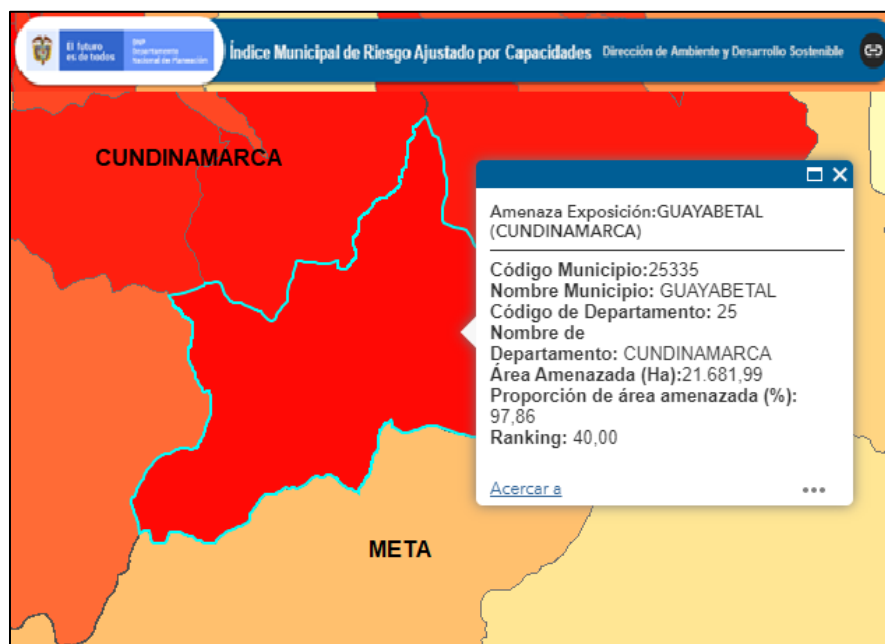 El futuro
es de todos
DNP
Departamento
Nacional de Planeación
Índice Municipal de Riesgo Ajustado por Capacidades
Dirección de Ambiente y Desarrollo Sostenible
CUNDINAMARCA
Amenaza Exposición:GUAYABETAL
(CUNDINAMARCA)
Código Municipio:25335
Nombre Municipio: GUAYABETAL
Código de Departamento: 25
Nombre de
Departamento: CUNDINAMARCA
Área Amenazada (Ha):21.681,99
Proporción de área amenazada (%):
97,86
Ranking: 40,00
Acercar a
META